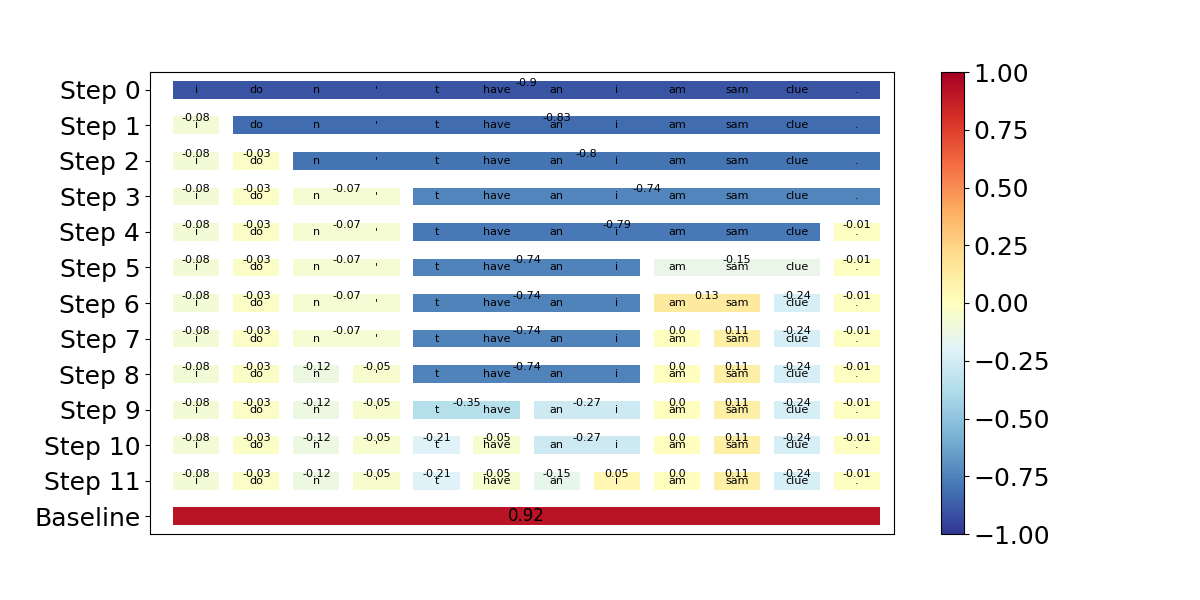 -0.9
Step 0 i do n ' t have an i am sam clue .
-0.08 -0.83
Step 1 i do n ' t have an i am sam clue .
-0.08 -0.03 -0.8
Step 2 i do n ' t have an i am sam clue .
-0.08 -0.03 -0.07 -0.74
Step 3 i do n ' t have an i am sam clue .
-0.08 -0.03 -0.07 -0.79 -0.01
Step 4 i do n ' t have an i am sam clue .
-0.08 -0.03 -0.07 -0.74 -0.15 -0.01
Step 5 i do n ' t have an i am sam clue .
-0.08 -0.03 -0.07 -0.74 0.13 -0.24 -0.01
Step 6 i do n ' t have an i am sam clue .
-0.08 -0.03 -0.07 -0.74 0.0 0.11 -0.24 -0.01
Step 7 i do n ' t have an i am sam clue .
-0.08 -0.03 -0.12 -0.05 -0.74 0.0 0.11 -0.24 -0.01
Step 8 i do n ' t have an i am sam clue .
-0.08 -0.03 -0.12 -0.05 -0.35 -0.27 0.0 0.11 -0.24 -0.01
Step 9 i do n ' t have an i am sam clue .
-0.08 -0.03 -0.12 -0.05 -0.21 -0.05 -0.27 0.0 0.11 -0.24 -0.01
Step 10 i do n ' t have an i am sam clue .
-0.08 -0.03 -0.12 -0.05 -0.21 -0.05 -0.15 0.05 0.0 0.11 -0.24 -0.01
Step 11 i do n ' t have an i am sam clue .
Baseline 0.92
1.00
0.75
0.50
0.25
0.00
−0.25
−0.50
−0.75
−1.00